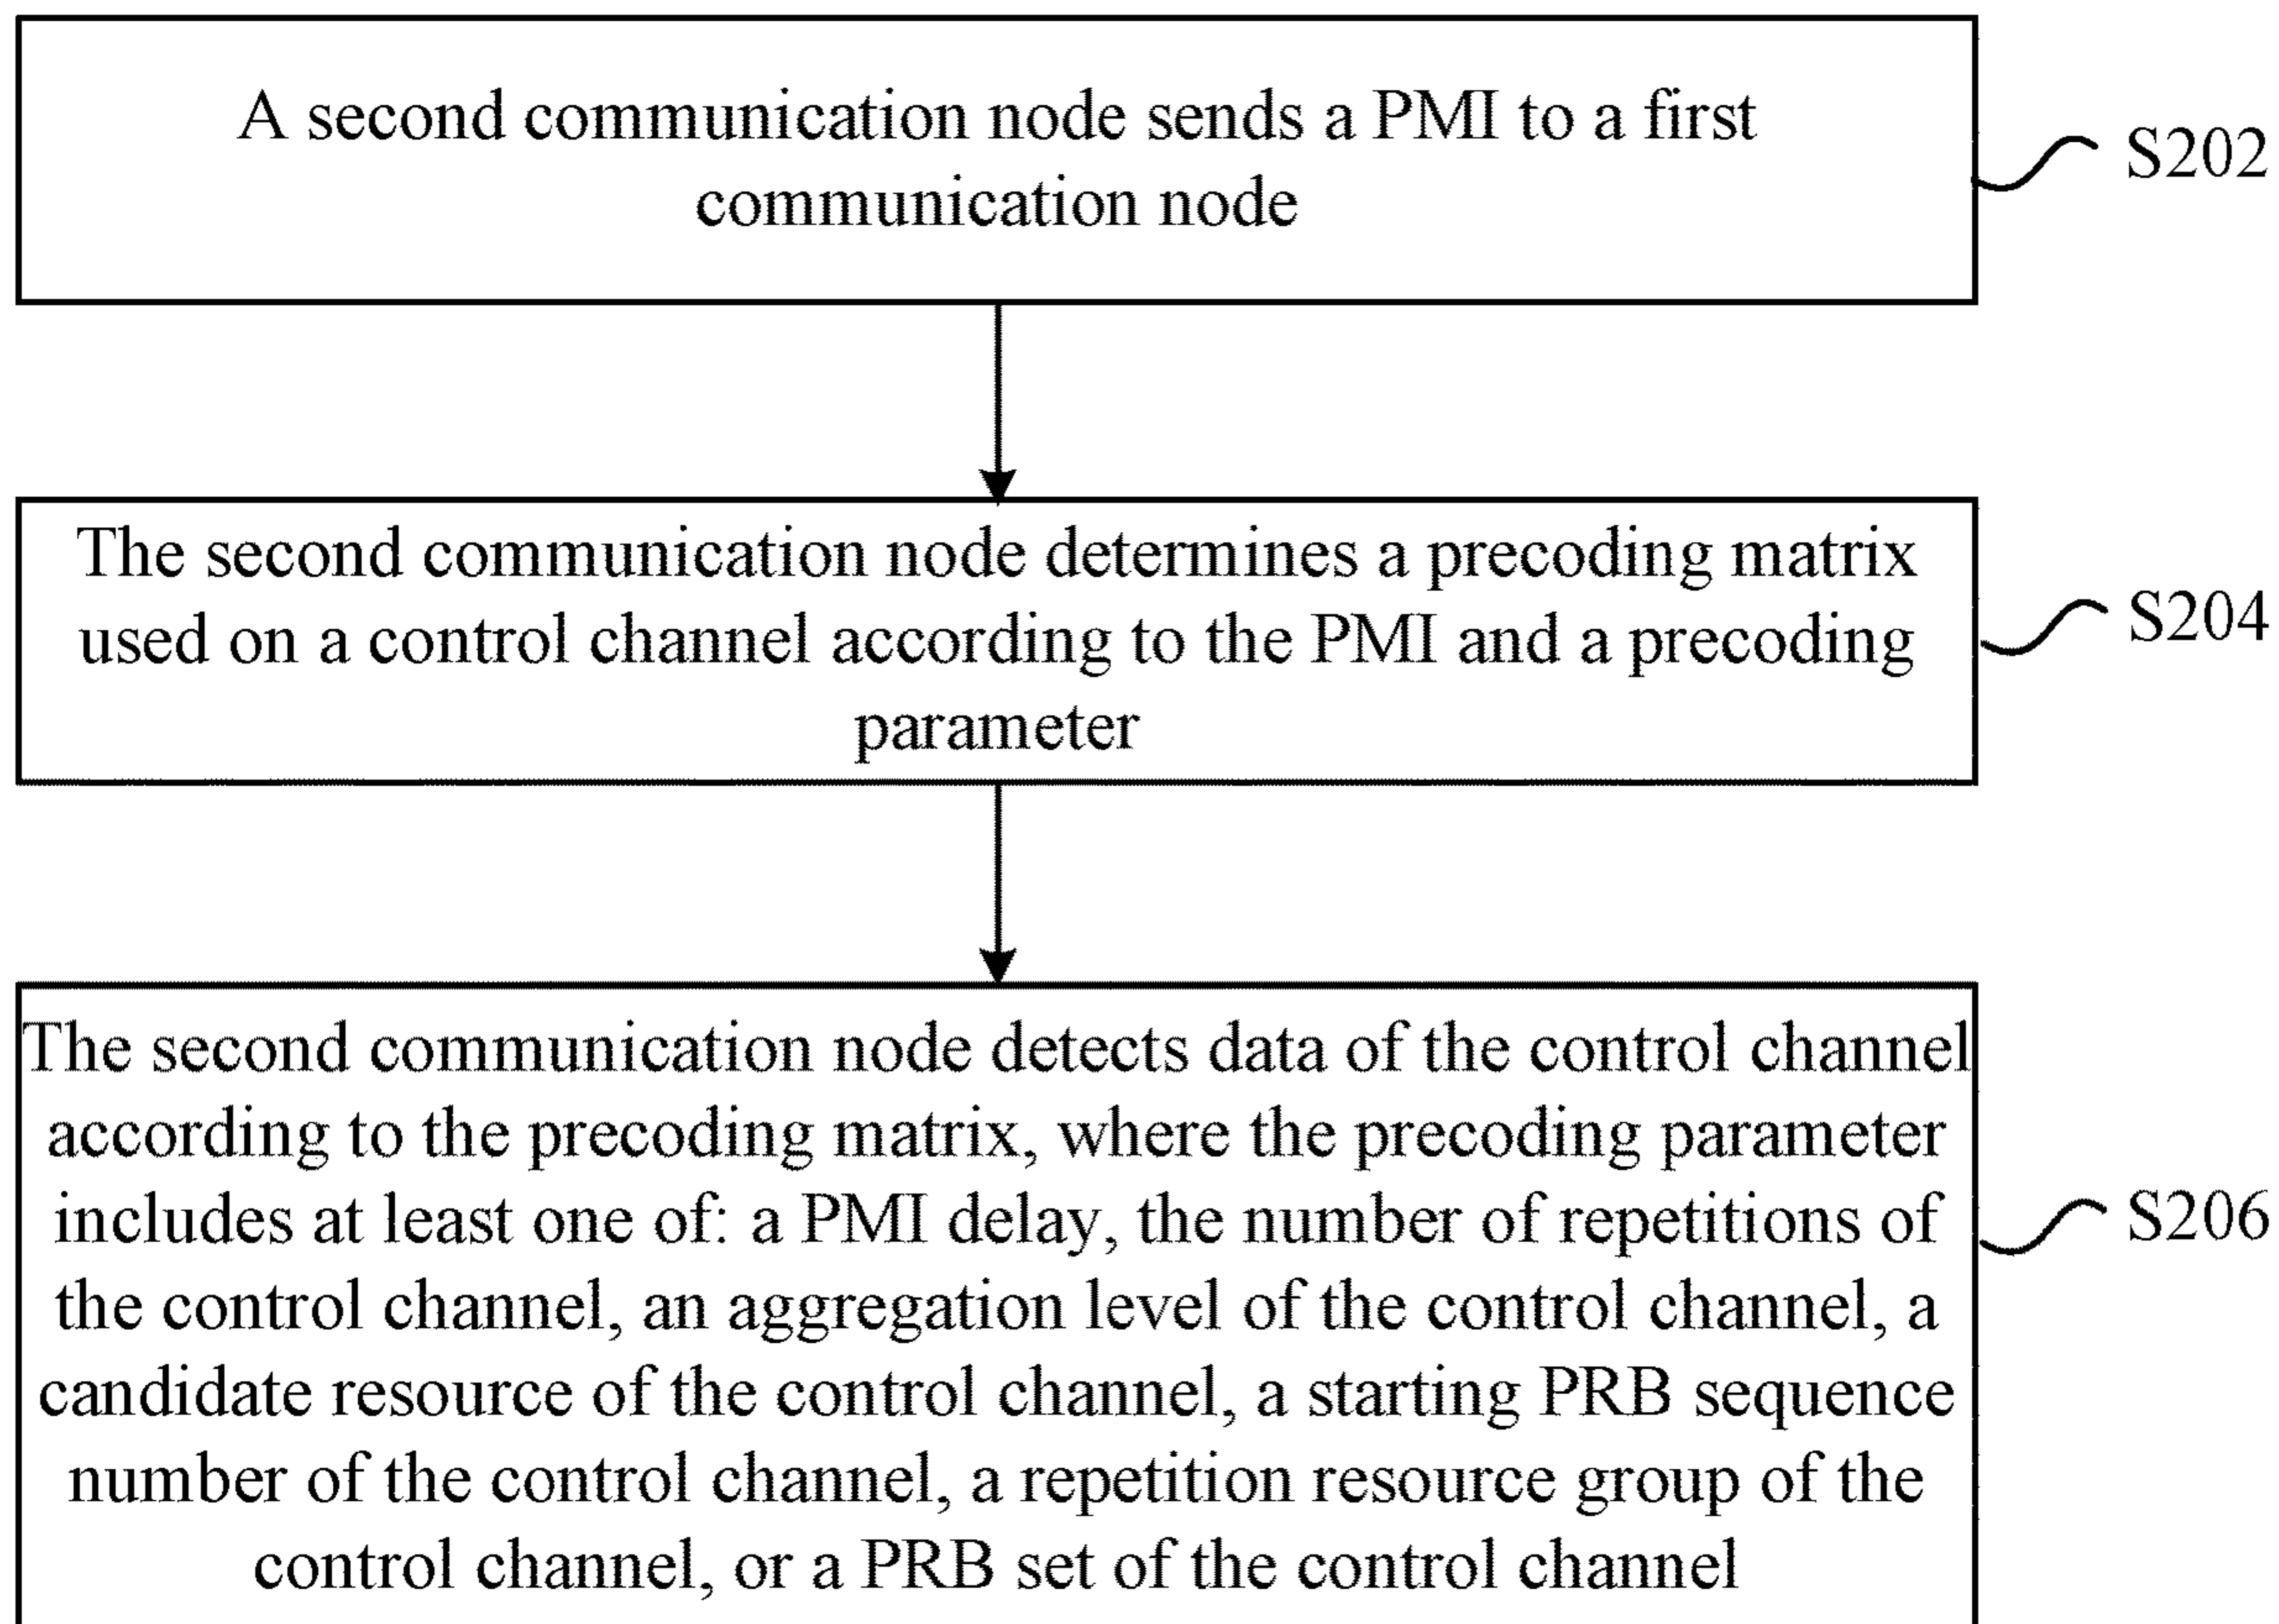 A second communication node sends a PMI to a first
communication node
S202
The second communication node determines a precoding matrix
used on a control channel according to the PMI and a precoding
parameter
S204
The second communication node detects data of the control channel
according to the precoding matrix, where the precoding parameter
includes at least one of: a PMI delay, the number of repetitions of
the control channel, an aggregation level of the control channel, a
candidate resource of the control channel, a starting PRB sequence
number of the control channel, a repetition resource group of the
control channel, or a PRB set of the control channel
S206